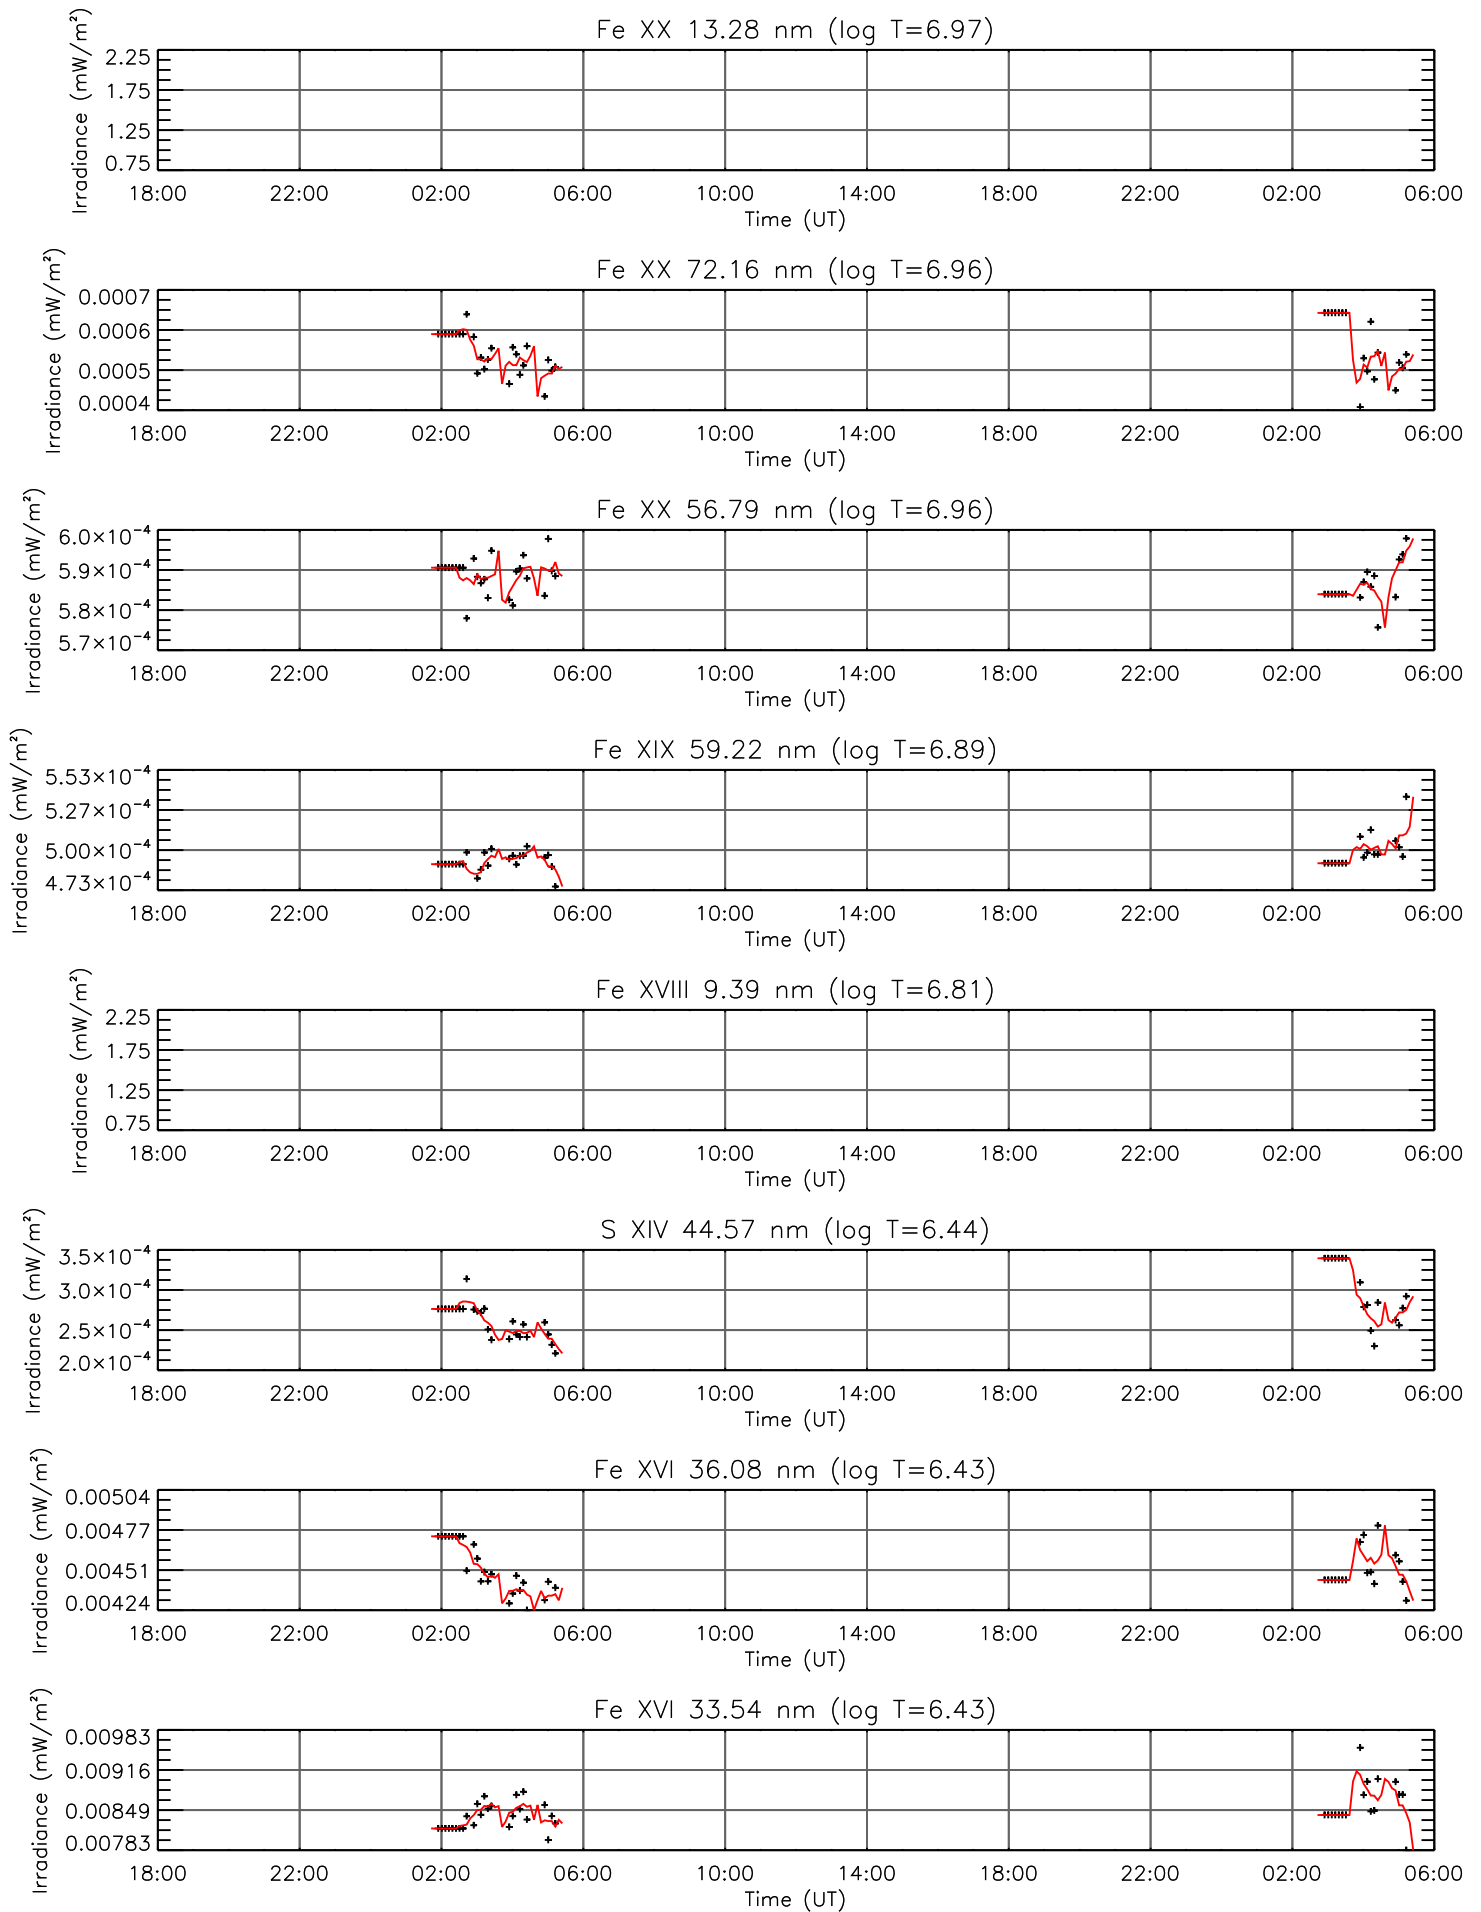 Fe XX 13.28 nm (log T=6.97)
Irradiance (mW/m²)
2.25
1.75
1.25
0.75
18:00 22:00 02:00 06:00 10:00 14:00 18:00 22:00 02:00 06:00
Time (UT)
Fe XX 72.16 nm (log T=6.96)
Irradiance (mW/m²)
0.0007
0.0006
0.0005
0.0004
18:00 22:00 02:00 06:00 10:00 14:00 18:00 22:00 02:00 06:00
Time (UT)
Fe XX 56.79 nm (log T=6.96)
Irradiance (mW/m²)
6.0×10⁻⁴
5.9×10⁻⁴
5.8×10⁻⁴
5.7×10⁻⁴
18:00 22:00 02:00 06:00 10:00 14:00 18:00 22:00 02:00 06:00
Time (UT)
Fe XIX 59.22 nm (log T=6.89)
Irradiance (mW/m²)
5.53×10⁻⁴
5.27×10⁻⁴
5.00×10⁻⁴
4.73×10⁻⁴
18:00 22:00 02:00 06:00 10:00 14:00 18:00 22:00 02:00 06:00
Time (UT)
Fe XVIII 9.39 nm (log T=6.81)
Irradiance (mW/m²)
2.25
1.75
1.25
0.75
18:00 22:00 02:00 06:00 10:00 14:00 18:00 22:00 02:00 06:00
Time (UT)
S XIV 44.57 nm (log T=6.44)
Irradiance (mW/m²)
3.5×10⁻⁴
3.0×10⁻⁴
2.5×10⁻⁴
2.0×10⁻⁴
18:00 22:00 02:00 06:00 10:00 14:00 18:00 22:00 02:00 06:00
Time (UT)
Fe XVI 36.08 nm (log T=6.43)
Irradiance (mW/m²)
0.00504
0.00477
0.00451
0.00424
18:00 22:00 02:00 06:00 10:00 14:00 18:00 22:00 02:00 06:00
Time (UT)
Fe XVI 33.54 nm (log T=6.43)
Irradiance (mW/m²)
0.00983
0.00916
0.00849
0.00783
18:00 22:00 02:00 06:00 10:00 14:00 18:00 22:00 02:00 06:00
Time (UT)